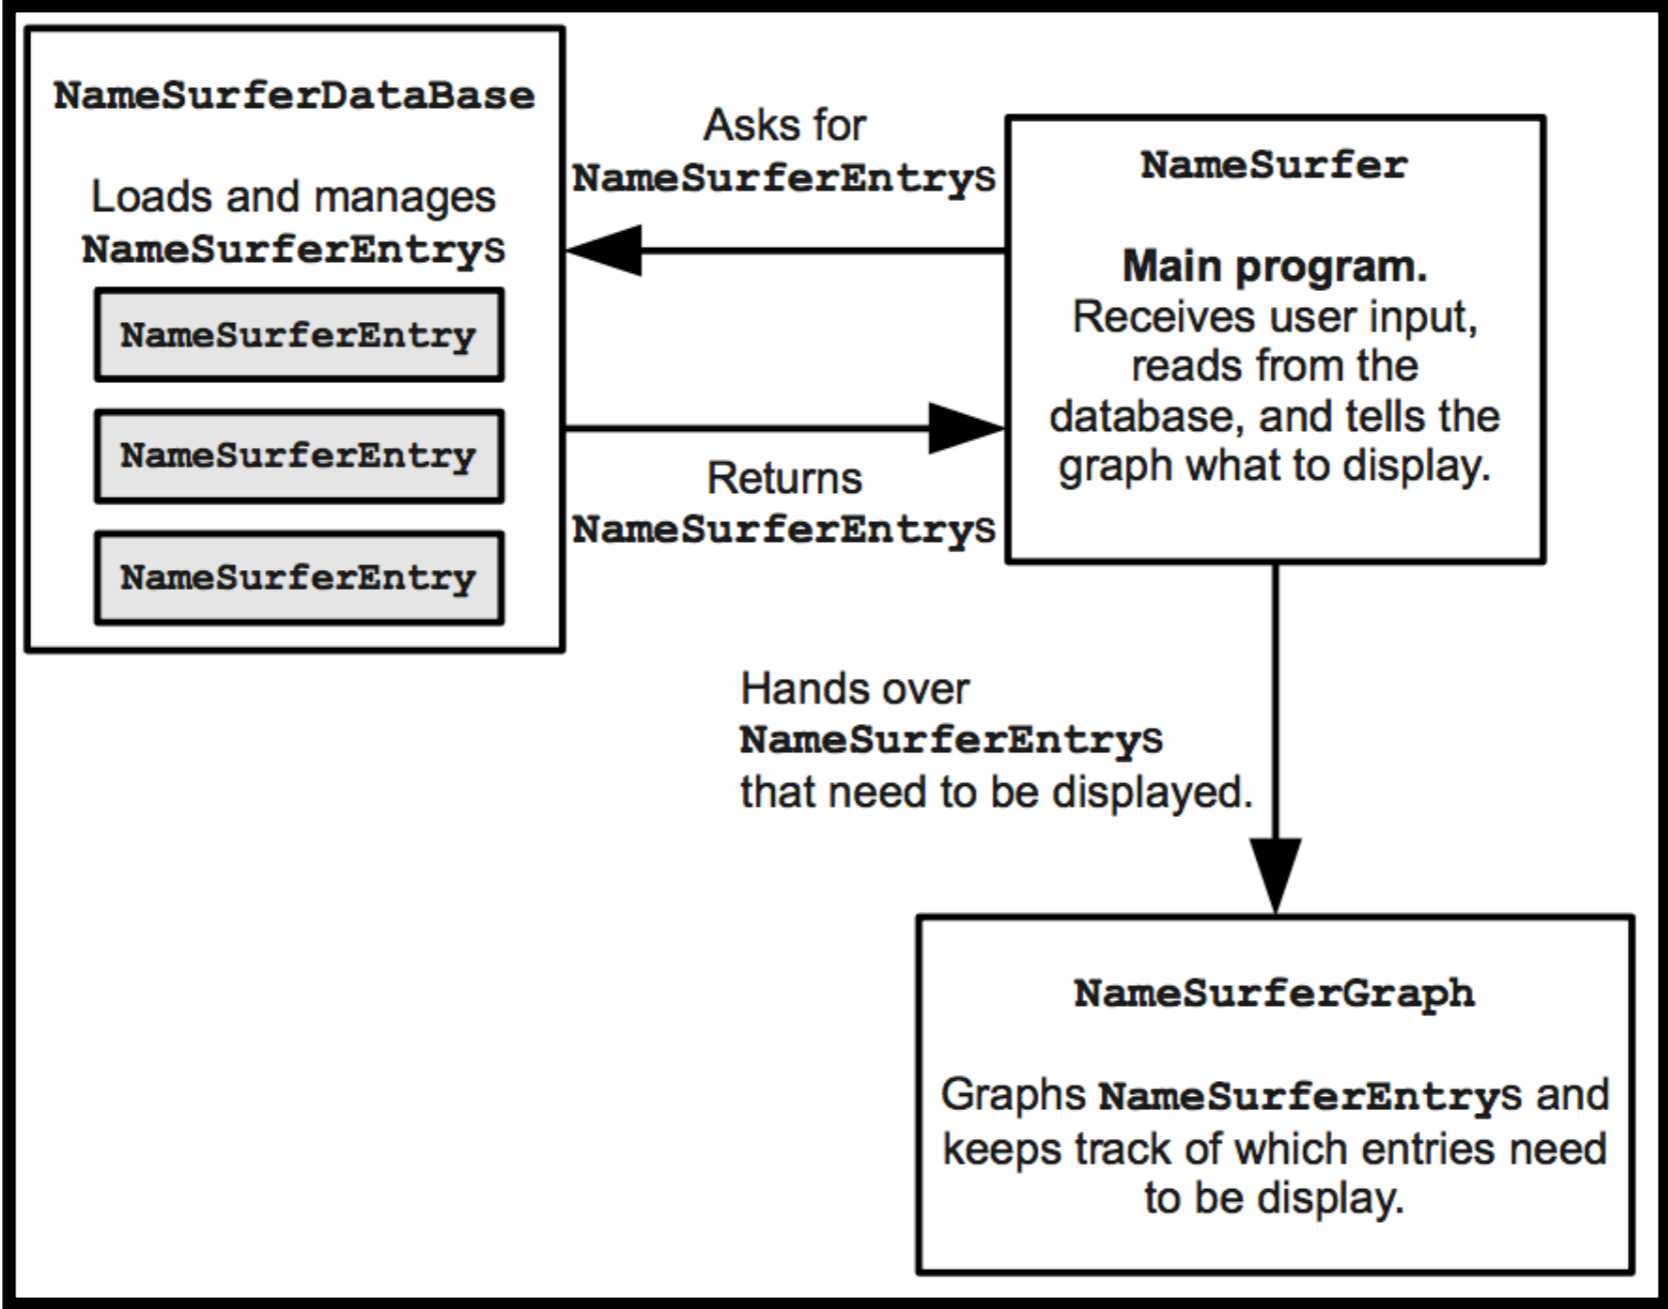 NameSurferDataBase
Loads and manages
NameSurferEntrys
NameSurferEntry
NameSurferEntry
NameSurferEntry
Asks for
NameSurferEntrys
Returns
NameSurferEntrys
NameSurfer
Main program.
Receives user input,
reads from the
database, and tells the
graph what to display.
Hands over
NameSurferEntrys
that need to be displayed.
NameSurferGraph
Graphs NameSurferEntrys and
keeps track of which entries need
to be display.